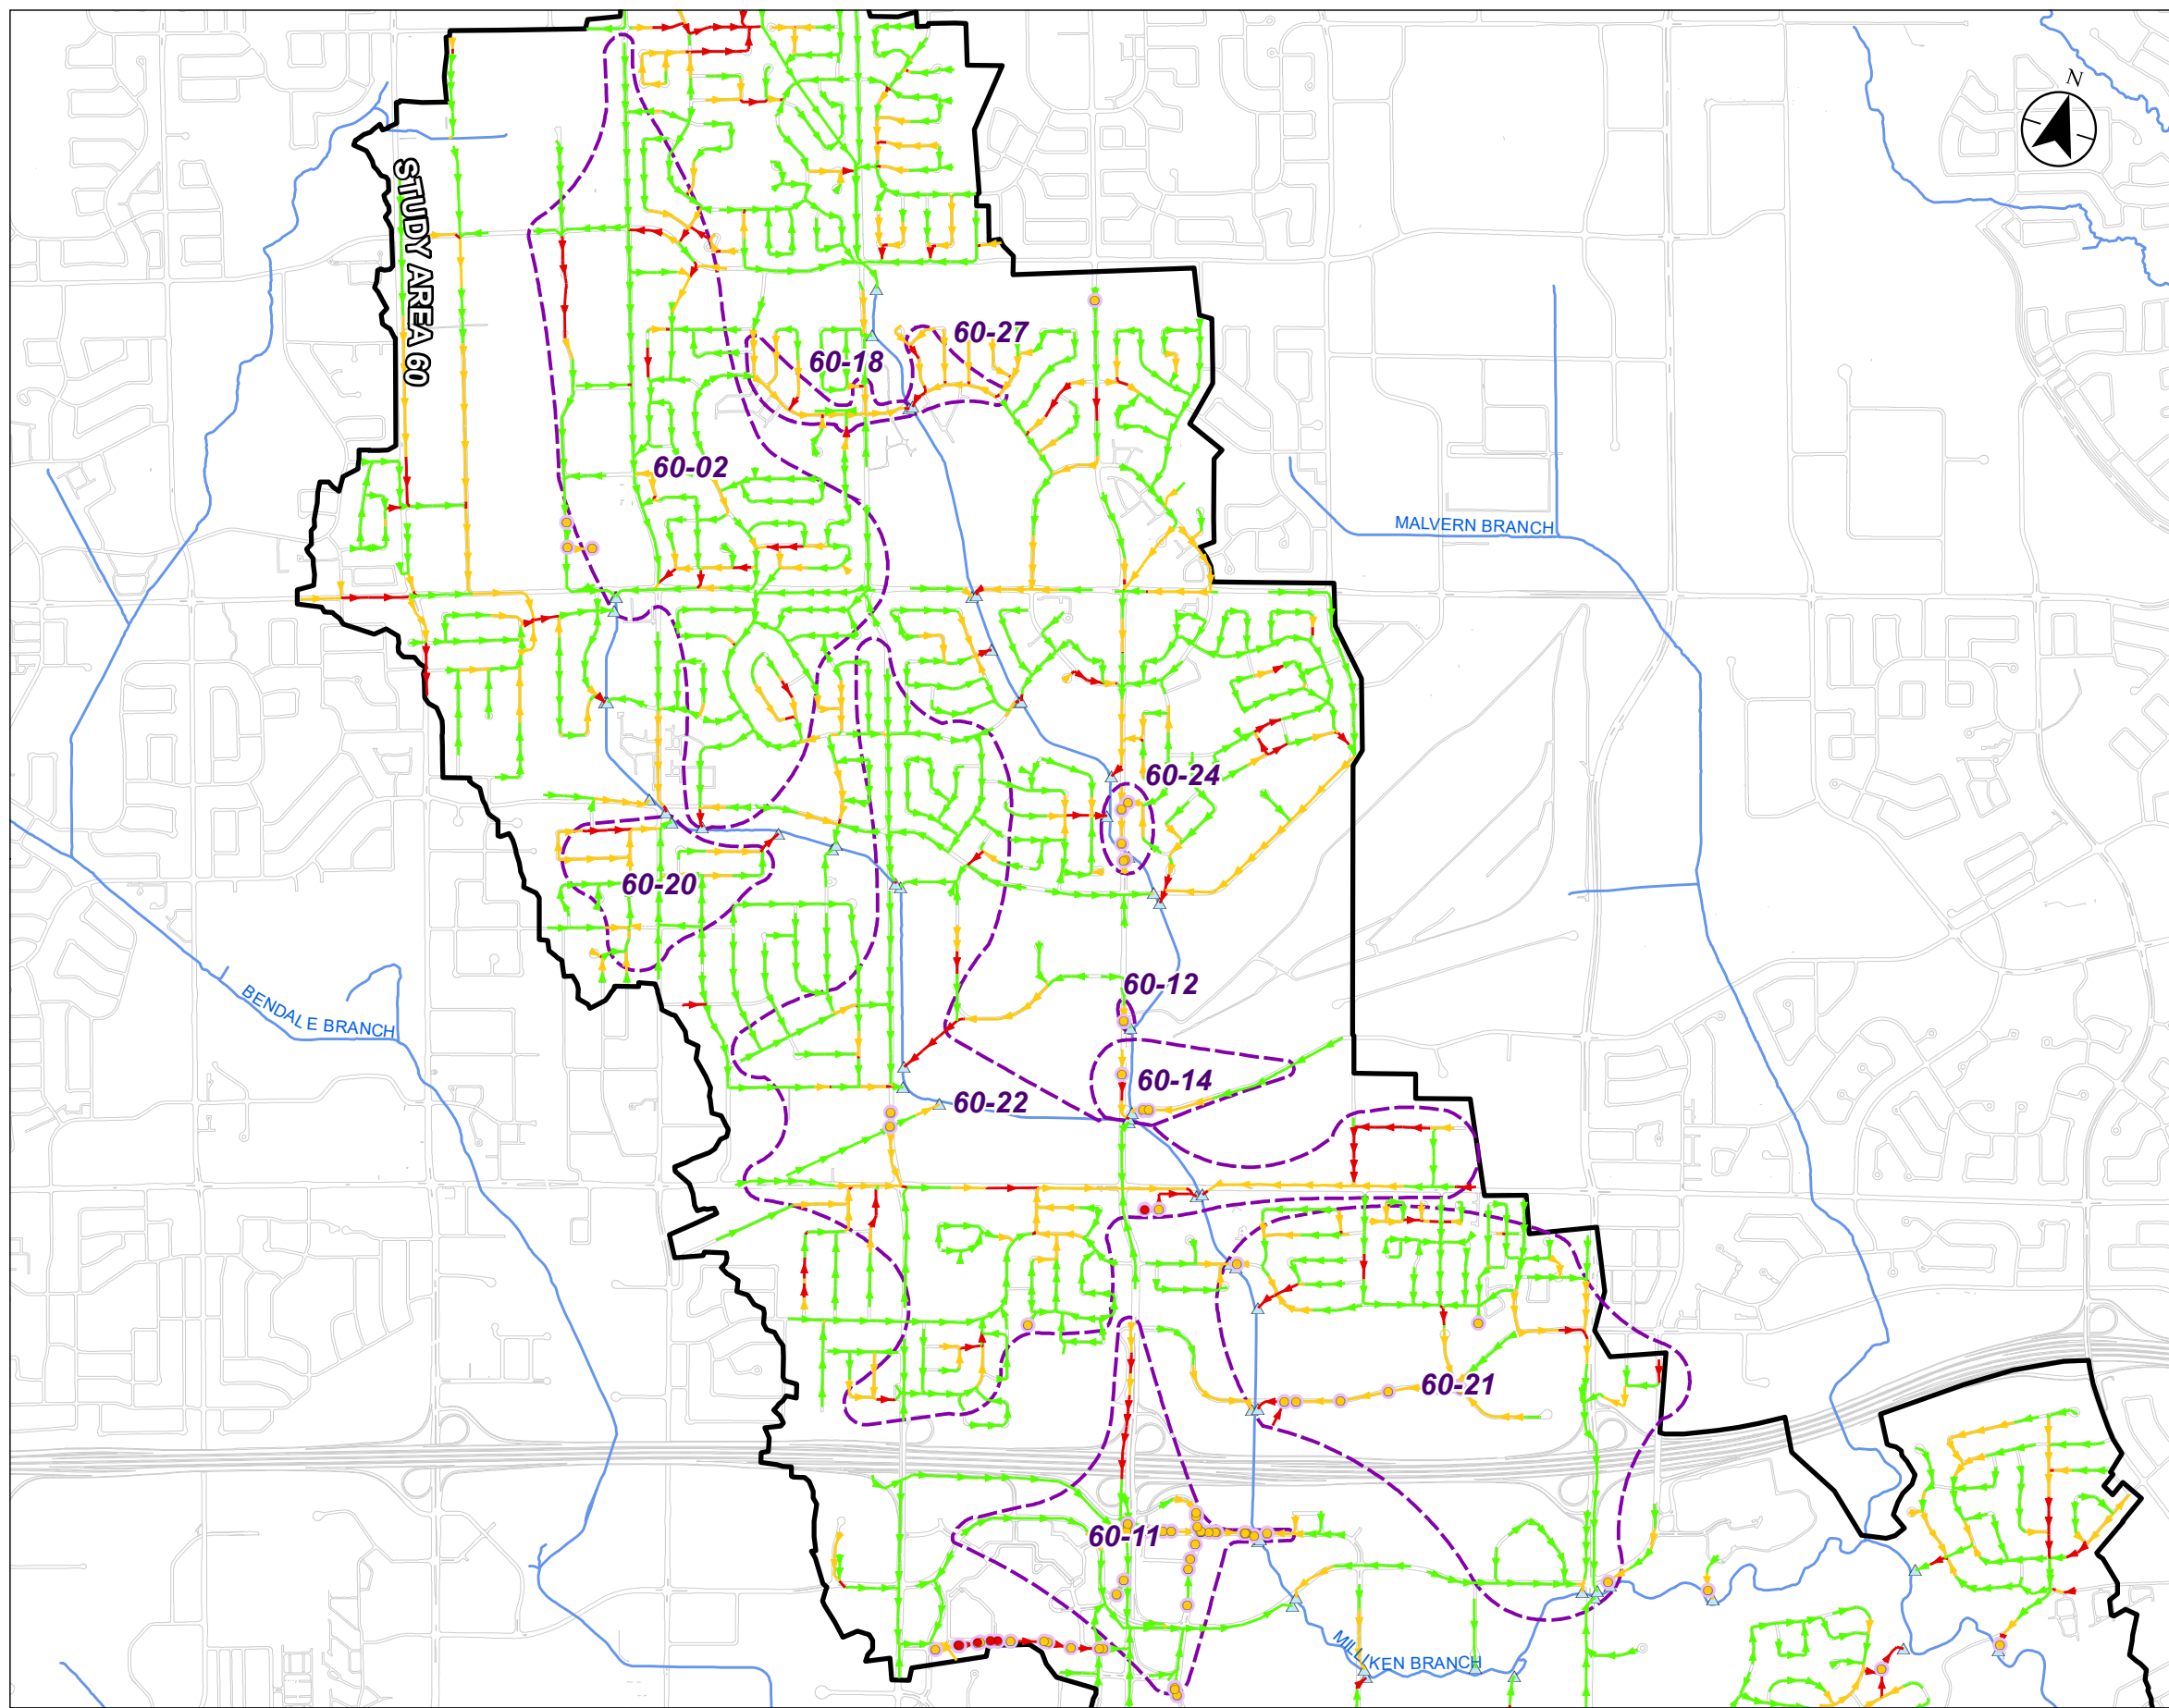 N
STUDY AREA 60
60-27
60-18
60-02
MALVERN BRANCH
60-24
60-20
60-12
BENDALE BRANCH
60-14
60-22
60-21
60-11
MILLIKEN BRANCH